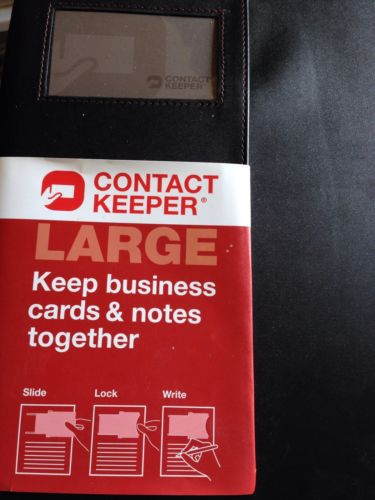 CONTACT
KEEPER®
CONTACT
KEEPER®
LARGE
Keep business
cards & notes
together
Slide Lock Write